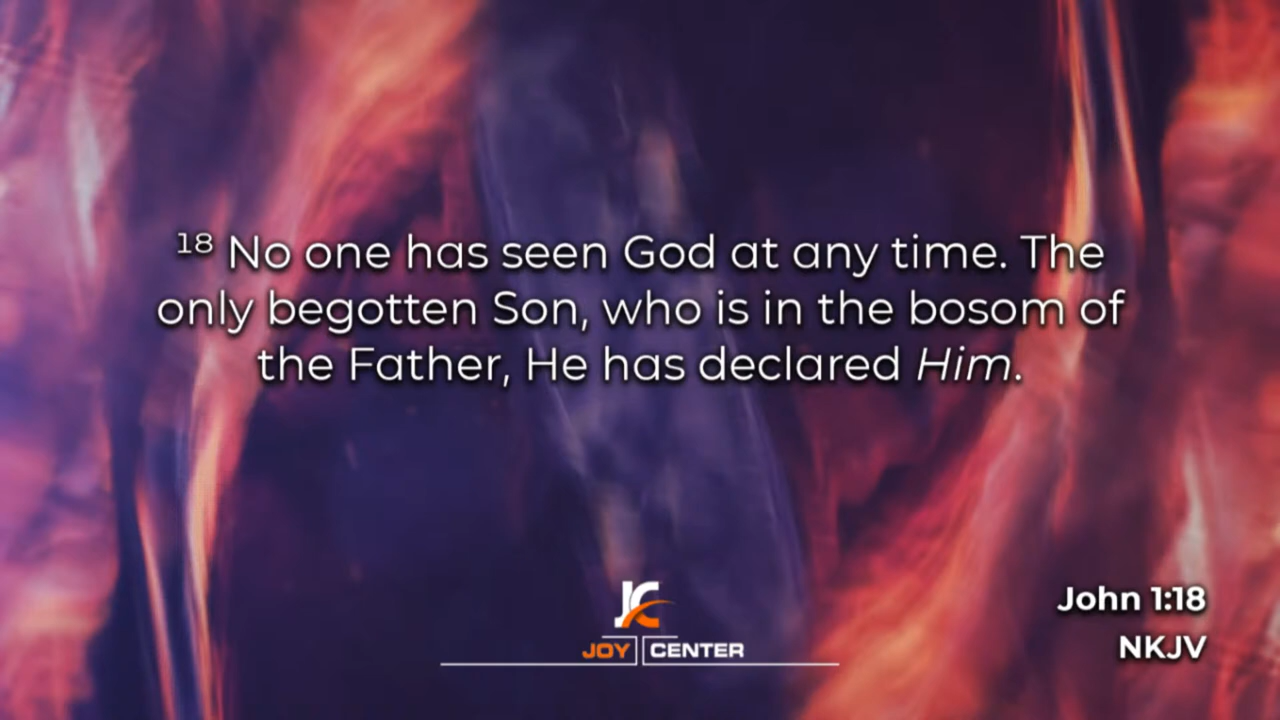 ¹⁸ No one has seen God at any time. The
only begotten Son, who is in the bosom of
the Father, He has declared Him.
JC
JOY CENTER
John 1:18
NKJV